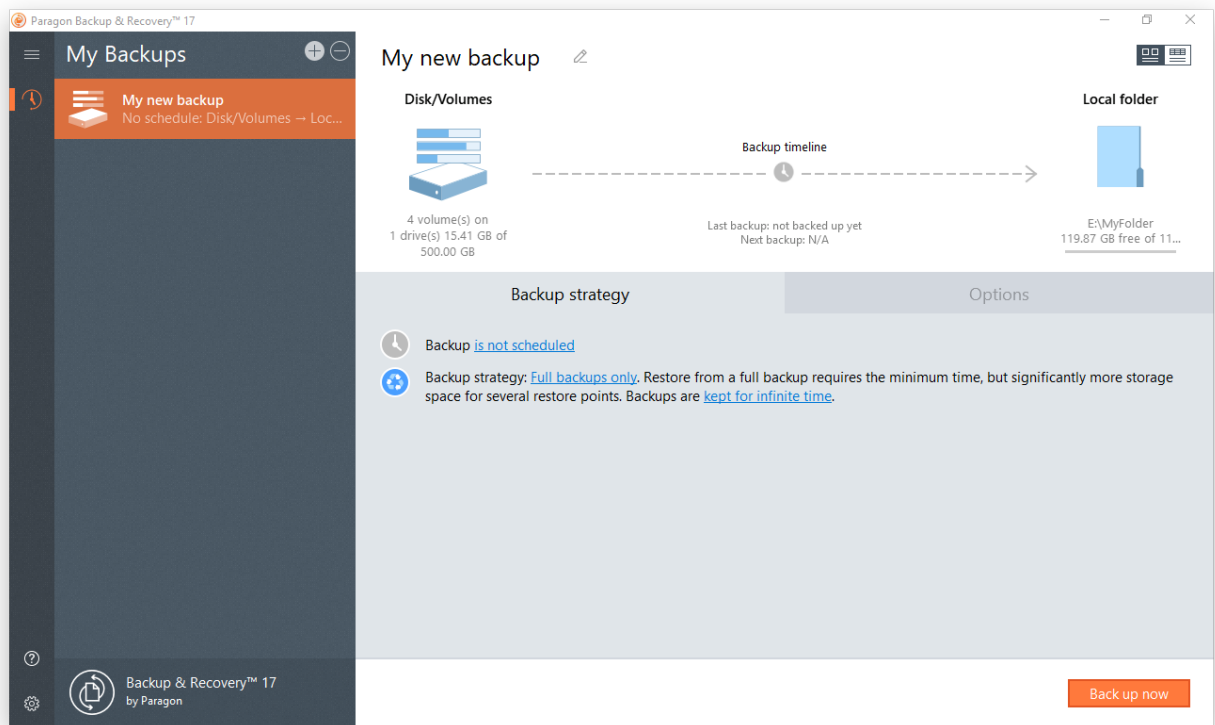 Paragon Backup & Recovery™ 17
My Backups
My new backup
No schedule: Disk/Volumes → Loc...
My new backup
Disk/Volumes
Local folder
Backup timeline
4 volume(s) on
1 drive(s) 15.41 GB of
500.00 GB
Last backup: not backed up yet
Next backup: N/A
E:\MyFolder
119.87 GB free of 11...
Backup strategy
Options
Backup is not scheduled
Backup strategy: Full backups only. Restore from a full backup requires the minimum time, but significantly more storage
space for several restore points. Backups are kept for infinite time.
Backup & Recovery™ 17
by Paragon
Back up now